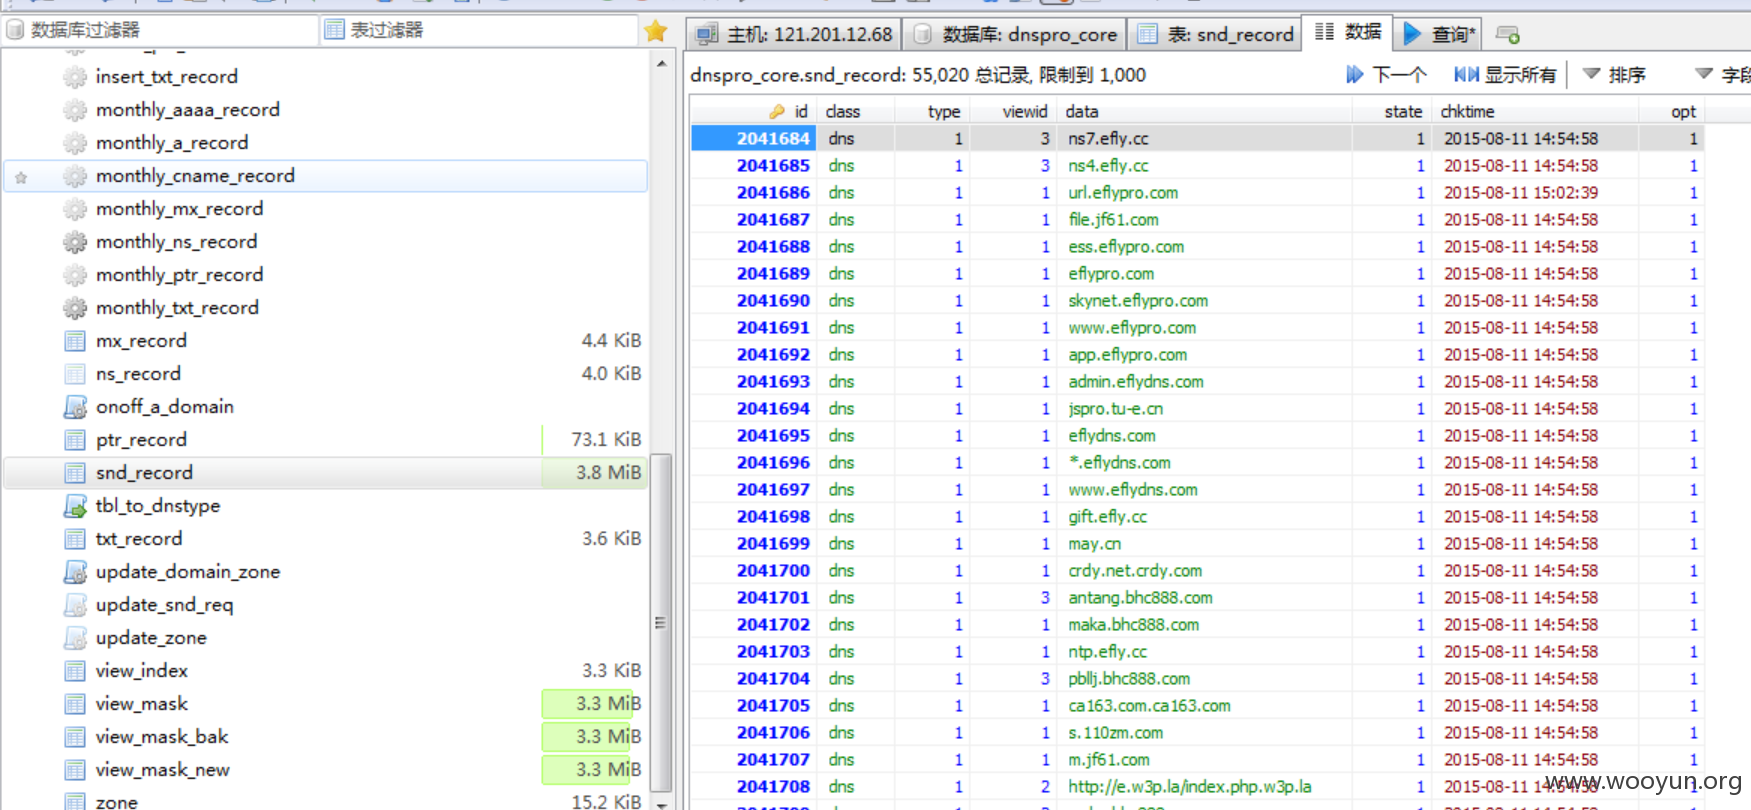 数据库过滤器
表过滤器
insert_txt_record
monthly_aaaa_record
monthly_a_record
monthly_cname_record
monthly_mx_record
monthly_ns_record
monthly_ptr_record
monthly_txt_record
mx_record 4.4 KiB
ns_record 4.0 KiB
onoff_a_domain
ptr_record 73.1 KiB
snd_record 3.8 MiB
tbl_to_dnstype
txt_record 3.6 KiB
update_domain_zone
update_snd_req
update_zone
view_index 3.3 KiB
view_mask 3.3 MiB
view_mask_bak 3.3 MiB
view_mask_new 3.3 MiB
zone 15.2 KiB
主机: 121.201.12.68 数据库: dnspro_core 表: snd_record 数据 查询*
dnspro_core.snd_record: 55,020 总记录, 限制到 1,000 下一个 显示所有 排序 字段
id class type viewid data state chktime opt
2041684 dns 1 3 ns7.efly.cc 1 2015-08-11 14:54:58 1
2041685 dns 1 3 ns4.efly.cc 1 2015-08-11 14:54:58 1
2041686 dns 1 1 url.eflypro.com 1 2015-08-11 15:02:39 1
2041687 dns 1 1 file.jf61.com 1 2015-08-11 14:54:58 1
2041688 dns 1 1 ess.eflypro.com 1 2015-08-11 14:54:58 1
2041689 dns 1 1 eflypro.com 1 2015-08-11 14:54:58 1
2041690 dns 1 1 skynet.eflypro.com 1 2015-08-11 14:54:58 1
2041691 dns 1 1 www.eflypro.com 1 2015-08-11 14:54:58 1
2041692 dns 1 1 app.eflypro.com 1 2015-08-11 14:54:58 1
2041693 dns 1 1 admin.eflydns.com 1 2015-08-11 14:54:58 1
2041694 dns 1 1 jspro.tu-e.cn 1 2015-08-11 14:54:58 1
2041695 dns 1 1 eflydns.com 1 2015-08-11 14:54:58 1
2041696 dns 1 1 *.eflydns.com 1 2015-08-11 14:54:58 1
2041697 dns 1 1 www.eflydns.com 1 2015-08-11 14:54:58 1
2041698 dns 1 1 gift.efly.cc 1 2015-08-11 14:54:58 1
2041699 dns 1 1 may.cn 1 2015-08-11 14:54:58 1
2041700 dns 1 1 crdy.net.crdy.com 1 2015-08-11 14:54:58 1
2041701 dns 1 3 antang.bhc888.com 1 2015-08-11 14:54:58 1
2041702 dns 1 1 maka.bhc888.com 1 2015-08-11 14:54:58 1
2041703 dns 1 1 ntp.efly.cc 1 2015-08-11 14:54:58 1
2041704 dns 1 3 pbllj.bhc888.com 1 2015-08-11 14:54:58 1
2041705 dns 1 1 ca163.com.ca163.com 1 2015-08-11 14:54:58 1
2041706 dns 1 1 s.110zm.com 1 2015-08-11 14:54:58 1
2041707 dns 1 1 m.jf61.com 1 2015-08-11 14:54:58 1
2041708 dns 1 2 http://e.w3p.la/index.php.w3p.la 1 2015-08-11 14:54:58 1
www.wooyun.org